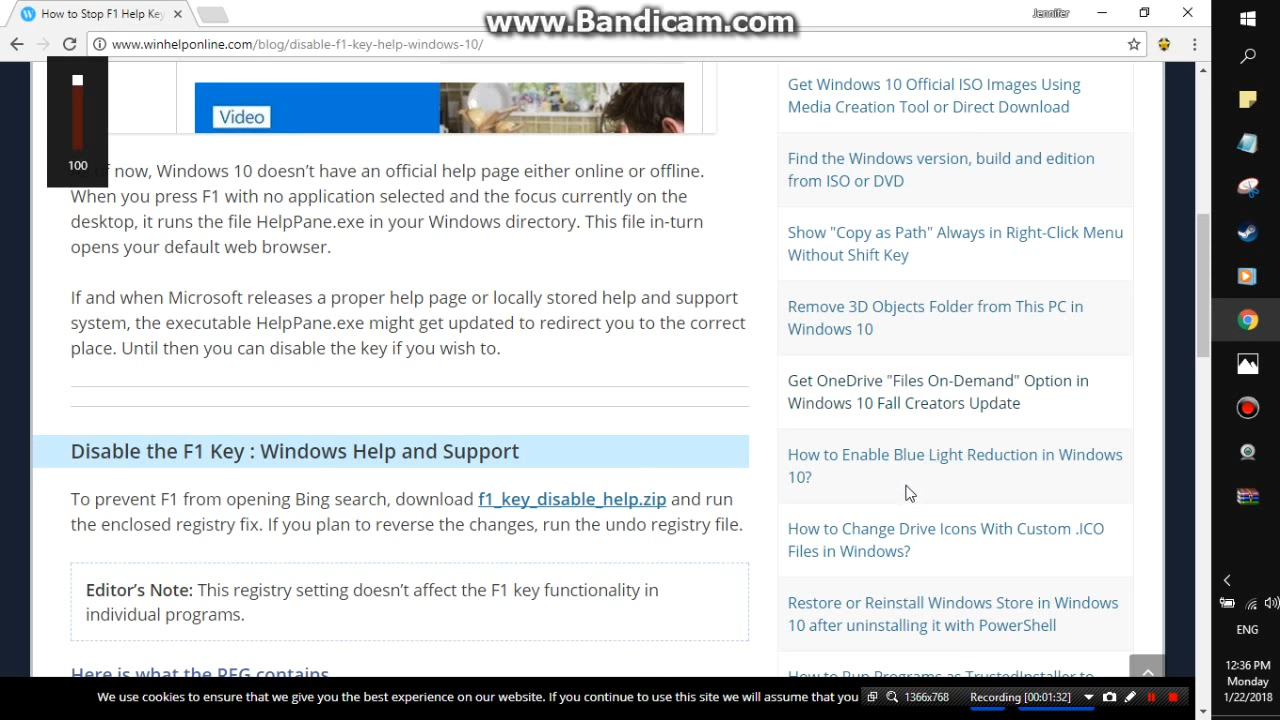 How to Stop F1 Help Key
www.Bandicam.com
Jennifer
www.winhelponline.com/blog/disable-f1-key-help-windows-10/
100
Video
of now, Windows 10 doesn’t have an official help page either online or offline.
When you press F1 with no application selected and the focus currently on the
desktop, it runs the file HelpPane.exe in your Windows directory. This file in-turn
opens your default web browser.
If and when Microsoft releases a proper help page or locally stored help and support
system, the executable HelpPane.exe might get updated to redirect you to the correct
place. Until then you can disable the key if you wish to.
Disable the F1 Key : Windows Help and Support
To prevent F1 from opening Bing search, download f1_key_disable_help.zip and run
the enclosed registry fix. If you plan to reverse the changes, run the undo registry file.
Editor’s Note: This registry setting doesn’t affect the F1 key functionality in
individual programs.
Here is what the REG contains
Get Windows 10 Official ISO Images Using
Media Creation Tool or Direct Download
Find the Windows version, build and edition
from ISO or DVD
Show "Copy as Path" Always in Right-Click Menu
Without Shift Key
Remove 3D Objects Folder from This PC in
Windows 10
Get OneDrive "Files On-Demand" Option in
Windows 10 Fall Creators Update
How to Enable Blue Light Reduction in Windows
10?
How to Change Drive Icons With Custom .ICO
Files in Windows?
Restore or Reinstall Windows Store in Windows
10 after uninstalling it with PowerShell
How to Run Programs as TrustedInstaller to
We use cookies to ensure that we give you the best experience on our website. If you continue to use this site we will assume that you
1366x768
Recording [00:01:32]
ENG
12:36 PM
Monday
1/22/2018